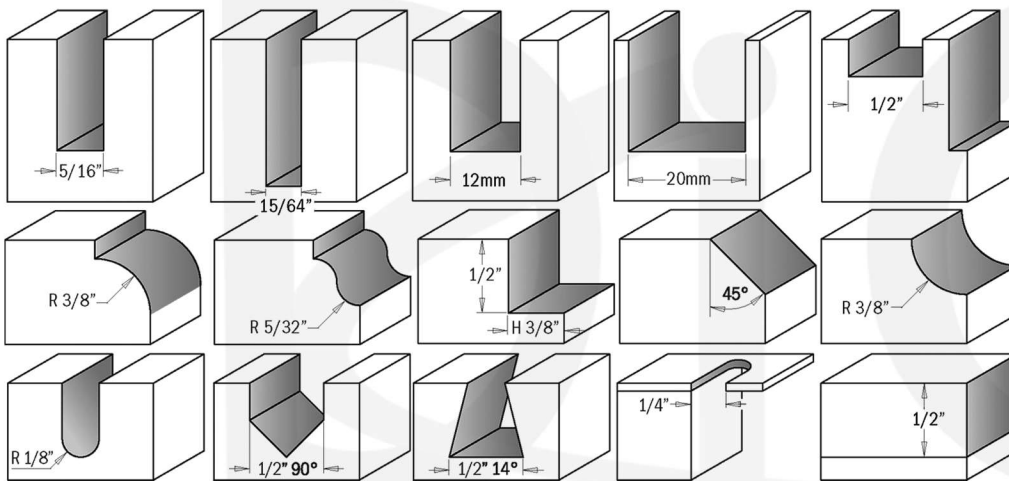 5/16”
15/64”
12mm
20mm
1/2”
R 3/8”
R 5/32”
1/2”
H 3/8”
45°
R 3/8”
R 1/8”
1/2” 90°
1/2” 14°
1/4”
1/2”